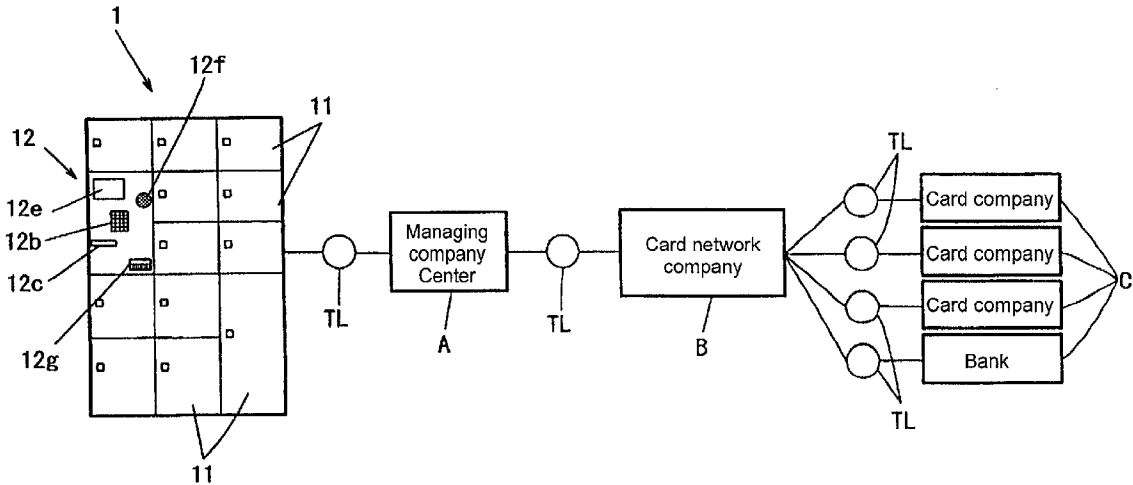 1
12f
11
12
TL
12e
Card company
12b
Managing
company
Center
Card network
company
Card company
12c
C
TL
TL
Card company
12g
A
B
Bank
TL
11